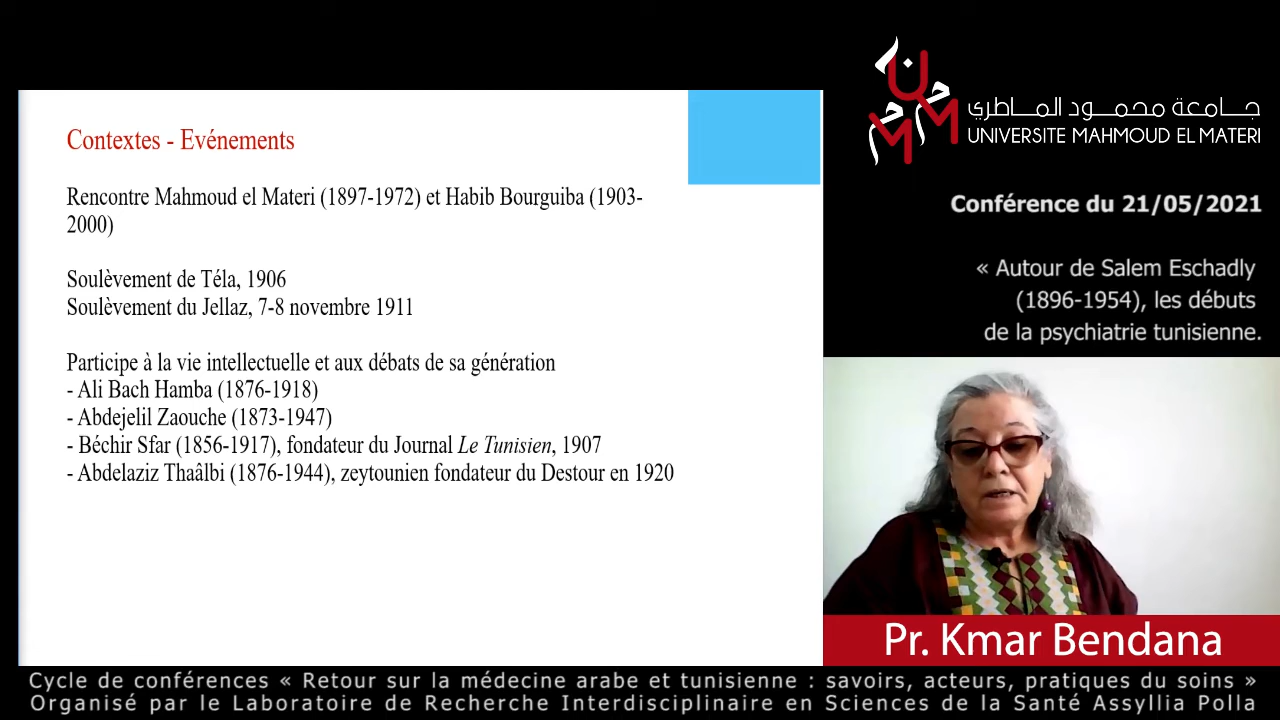 Contextes - Evénements
Rencontre Mahmoud el Materi (1897-1972) et Habib Bourguiba (1903-
2000)
Soulèvement de Téla, 1906
Soulèvement du Jellaz, 7-8 novembre 1911
Participe à la vie intellectuelle et aux débats de sa génération
- Ali Bach Hamba (1876-1918)
- Abdejelil Zaouche (1873-1947)
- Béchir Sfar (1856-1917), fondateur du Journal Le Tunisien, 1907
- Abdelaziz Thaâlbi (1876-1944), zeytounien fondateur du Destour en 1920
جامعة محمود الماطري
UNIVERSITE MAHMOUD EL MATERI
Conférence du 21/05/2021
« Autour de Salem Eschadly
(1896-1954), les débuts
de la psychiatrie tunisienne.
Pr. Kmar Bendana
Cycle de conférences « Retour sur la médecine arabe et tunisienne : savoirs, acteurs, pratiques du soins »
Organisé par le Laboratoire de Recherche Interdisciplinaire en Sciences de la Santé Assyllia Polla